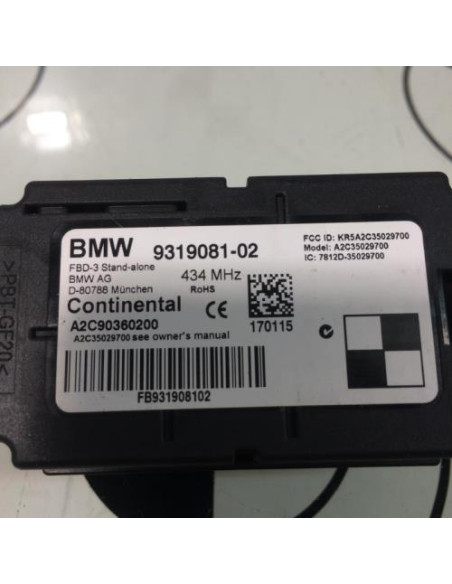 BMW 9319081-02
FBD-3 Stand-alone
BMW AG
D-80788 München
434 MHz
RoHS
Continental
CE
A2C90360200
170115
A2C35029700 see owner's manual
FB931908102
FCC ID: KR5A2C35029700
Model: A2C35029700
IC: 7812D-35029700
>PBT-GF20<